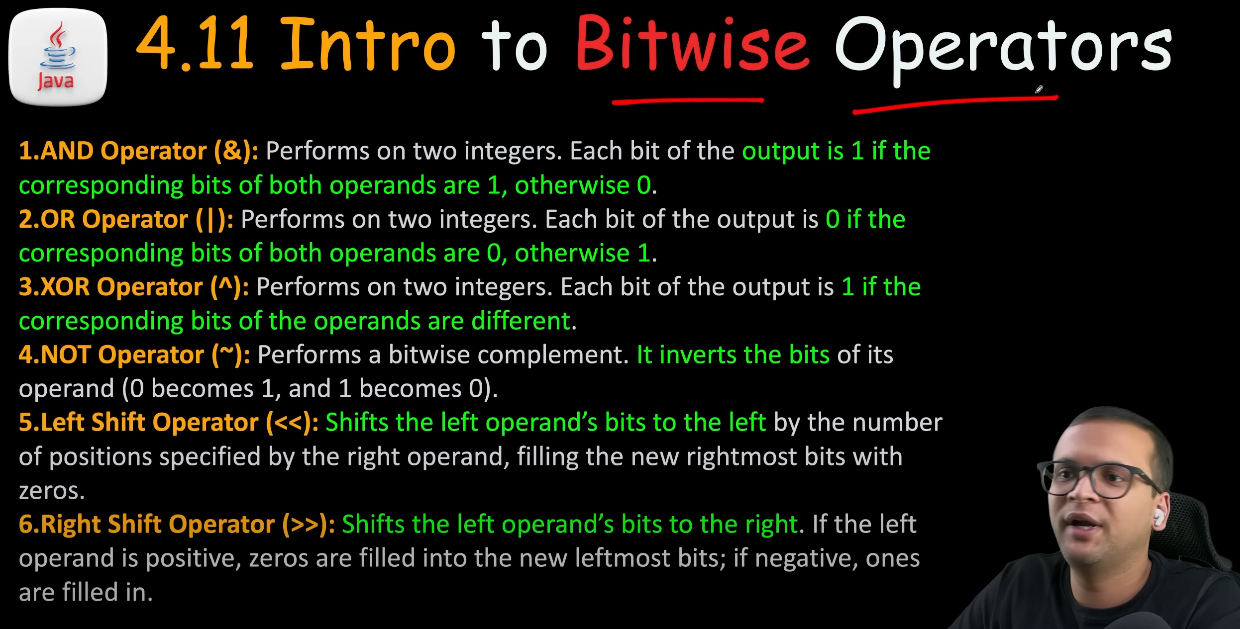 Java
4.11 Intro to Bitwise Operators
1.AND Operator (&): Performs on two integers. Each bit of the output is 1 if the
corresponding bits of both operands are 1, otherwise 0.
2.OR Operator (|): Performs on two integers. Each bit of the output is 0 if the
corresponding bits of both operands are 0, otherwise 1.
3.XOR Operator (^): Performs on two integers. Each bit of the output is 1 if the
corresponding bits of the operands are different.
4.NOT Operator (~): Performs a bitwise complement. It inverts the bits of its
operand (0 becomes 1, and 1 becomes 0).
5.Left Shift Operator (<<): Shifts the left operand’s bits to the left by the number
of positions specified by the right operand, filling the new rightmost bits with
zeros.
6.Right Shift Operator (>>): Shifts the left operand’s bits to the right. If the left
operand is positive, zeros are filled into the new leftmost bits; if negative, ones
are filled in.